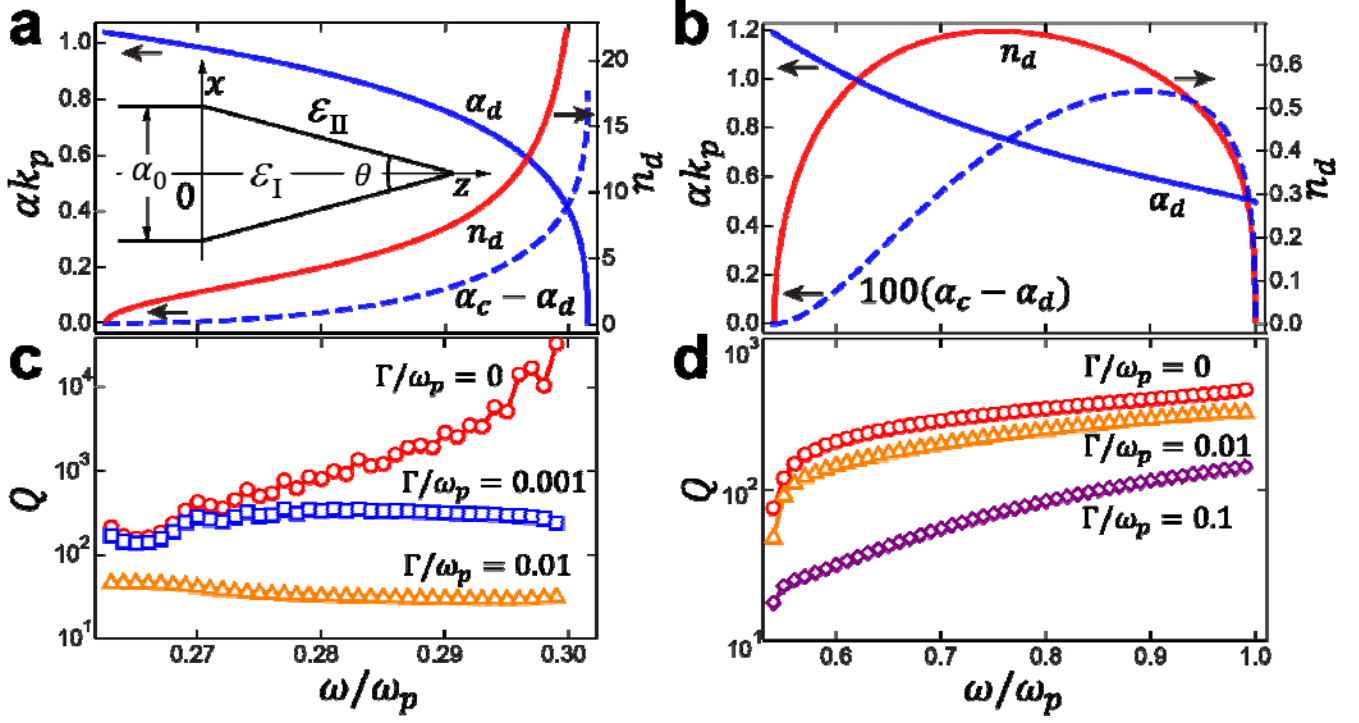 a
αk_p
1.0
0.8
0.6
0.4
0.2
0.0
x
α_0
0
ε_I
ε_II
θ
z
α_d
n_d
α_c − α_d
20
15
10
5
0
n_d
b
αk_p
1.2
1.0
1.2
0.8
0.6
0.4
0.2
0.0
n_d
α_d
100(α_c − α_d)
0.6
0.5
0.4
0.3
0.2
0.1
0.0
n_d
c
Q
10^4
10^3
10^2
10^1
Γ/ω_p = 0
Γ/ω_p = 0.001
Γ/ω_p = 0.01
0.27
0.28
0.29
0.30
ω/ω_p
d
Q
10^3
10^2
10^1
Γ/ω_p = 0
Γ/ω_p = 0.01
Γ/ω_p = 0.1
0.6
0.7
0.8
0.9
1.0
ω/ω_p